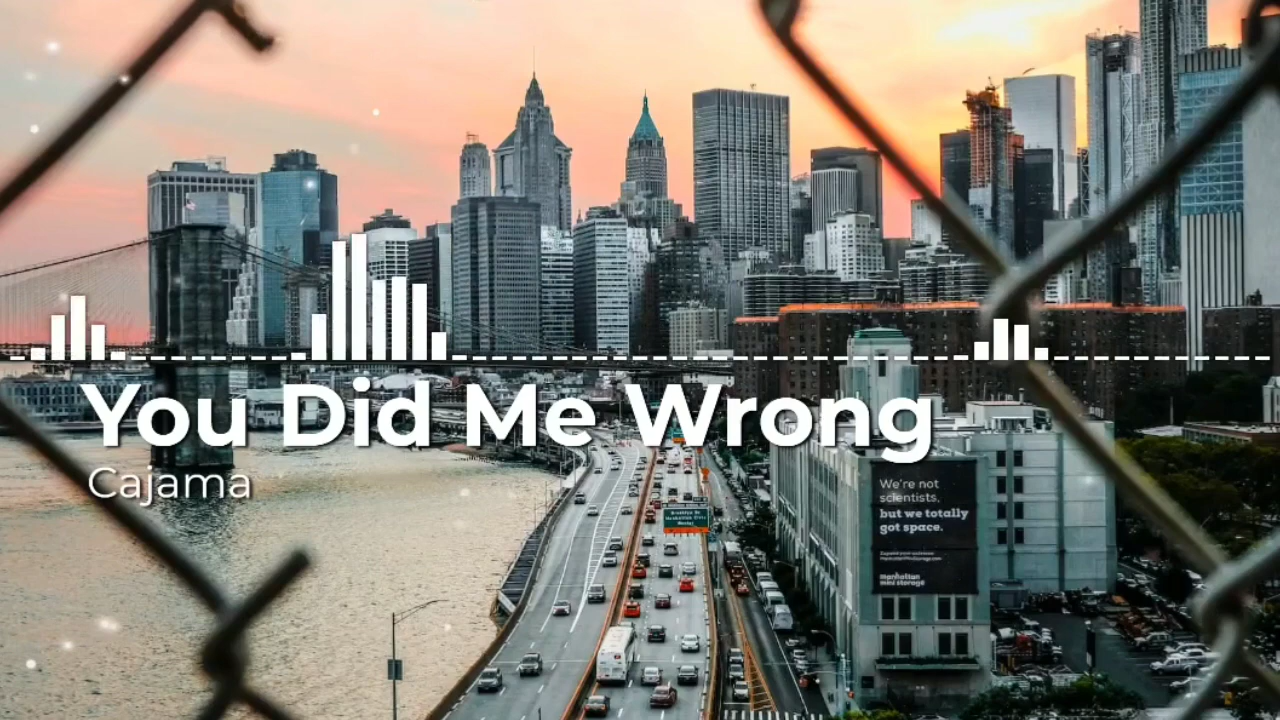 You Did Me Wrong
Cajama
We're not
scientists,
but we totally
got space.
manhattan
mini storage